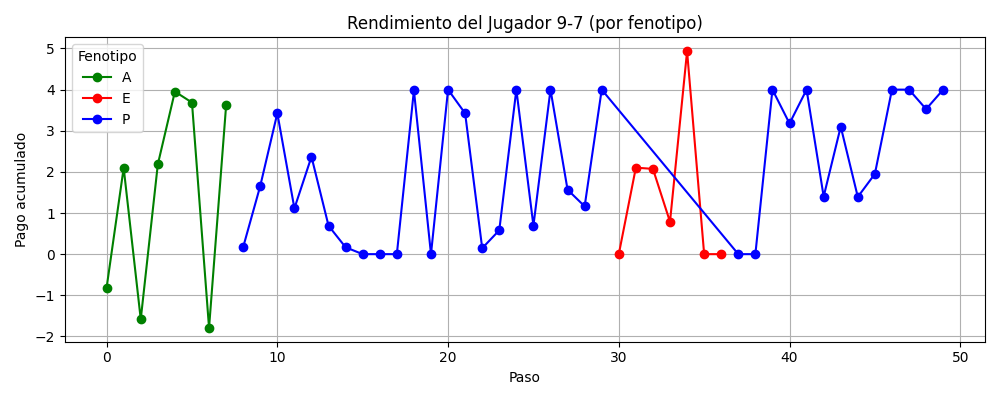 Rendimiento del Jugador 9-7 (por fenotipo)
Fenotipo
A
E
P
Pago acumulado
5
4
3
2
1
0
−1
−2
0 10 20 30 40 50
Paso